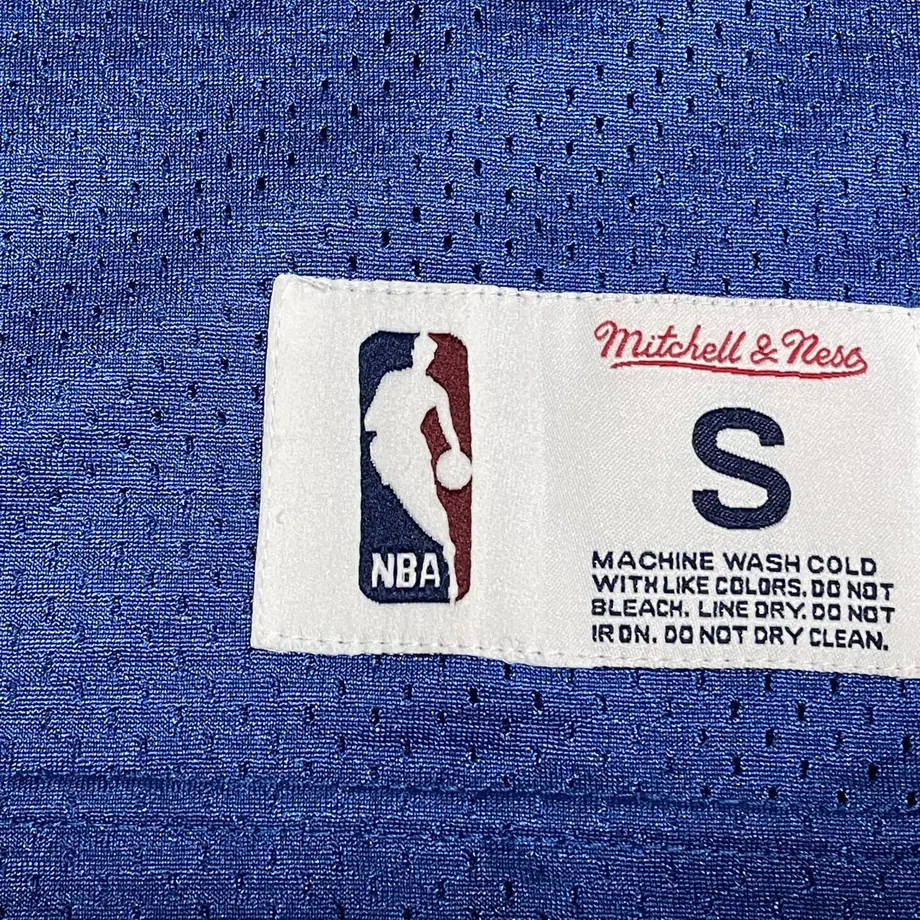 Mitchell & Ness
S
NBA
MACHINE WASH COLD
WITH LIKE COLORS. DO NOT
BLEACH. LINE DRY. DO NOT
IRON. DO NOT DRY CLEAN.